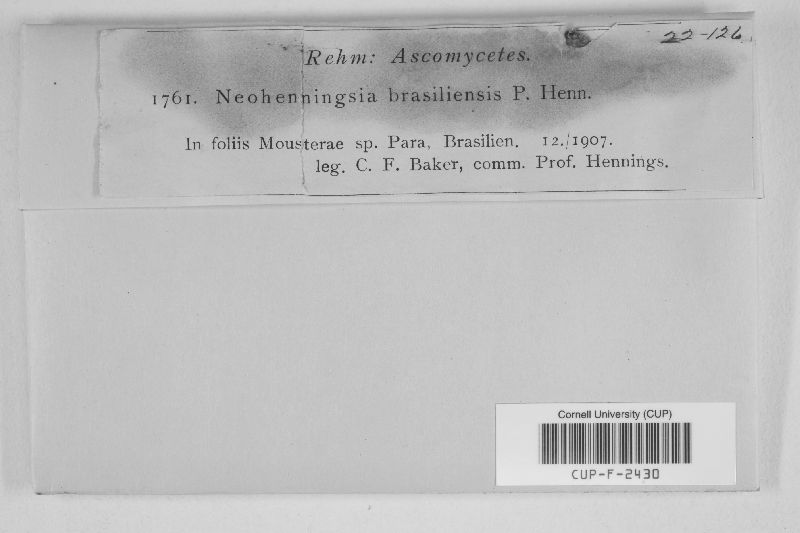 22-126
Rehm: Ascomycetes.
1761. Neohenningsia brasiliensis P. Henn.
In foliis Mousterae sp. Para, Brasilien. 12./1907.
leg. C. F. Baker, comm. Prof. Hennings.
Cornell University (CUP)
CUP-F-2430